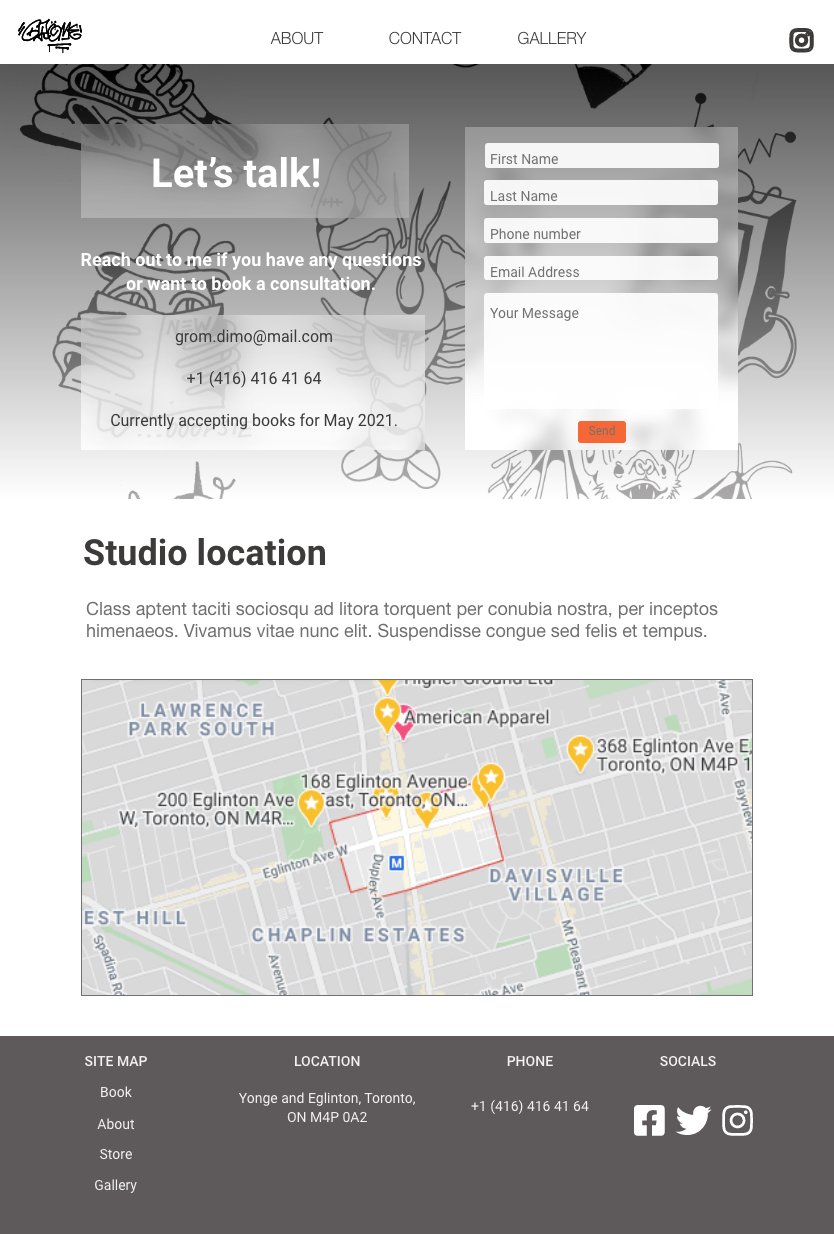 ABOUT
CONTACT
GALLERY
Let's talk!
Reach out to me if you have any questions
or want to book a consultation.
grom.dimo@mail.com
+1 (416) 416 41 64
Currently accepting books for May 2021.
First Name
Last Name
Phone number
Email Address
Your Message
Send
Studio location
Class aptent taciti sociosqu ad litora torquent per conubia nostra, per inceptos
himenaeos. Vivamus vitae nunc elit. Suspendisse congue sed felis et tempus.
Higher Ground Ltd
American Apparel
LAWRENCE
PARK SOUTH
368 Eglinton Ave E,
Toronto, ON M4P 1
168 Eglinton Avenue
East, Toronto, ON...
200 Eglinton Ave
W, Toronto, ON M4R...
Eglinton Ave W
Duplex Ave
M
DAVISVILLE
VILLAGE
EST HILL
CHAPLIN ESTATES
Mt Pleasant
Bayview
w Ave
Spadina R
Avenue
ille Ave
SITE MAP
Book
About
Store
Gallery
LOCATION
Yonge and Eglinton, Toronto,
ON M4P 0A2
PHONE
+1 (416) 416 41 64
SOCIALS